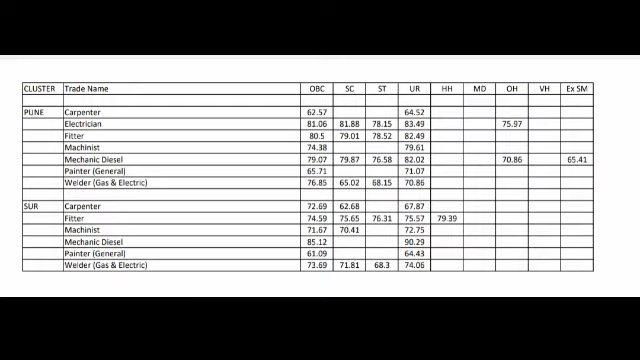 CLUSTER Trade Name OBC SC ST UR HH MD OH VH Ex SM
PUNE Carpenter 62.57 64.52
Electrician 81.06 81.88 78.15 83.49 75.97
Fitter 80.5 79.01 78.52 82.49
Machinist 74.38 79.61
Mechanic Diesel 79.07 79.87 76.58 82.02 70.86 65.41
Painter (General) 65.71 71.07
Welder (Gas & Electric) 76.85 65.02 68.15 70.86
SUR Carpenter 72.69 62.68 67.87
Fitter 74.59 75.65 76.31 75.57 79.39
Machinist 71.67 70.41 72.75
Mechanic Diesel 85.12 90.29
Painter (General) 61.09 64.43
Welder (Gas & Electric) 73.69 71.81 68.3 74.06